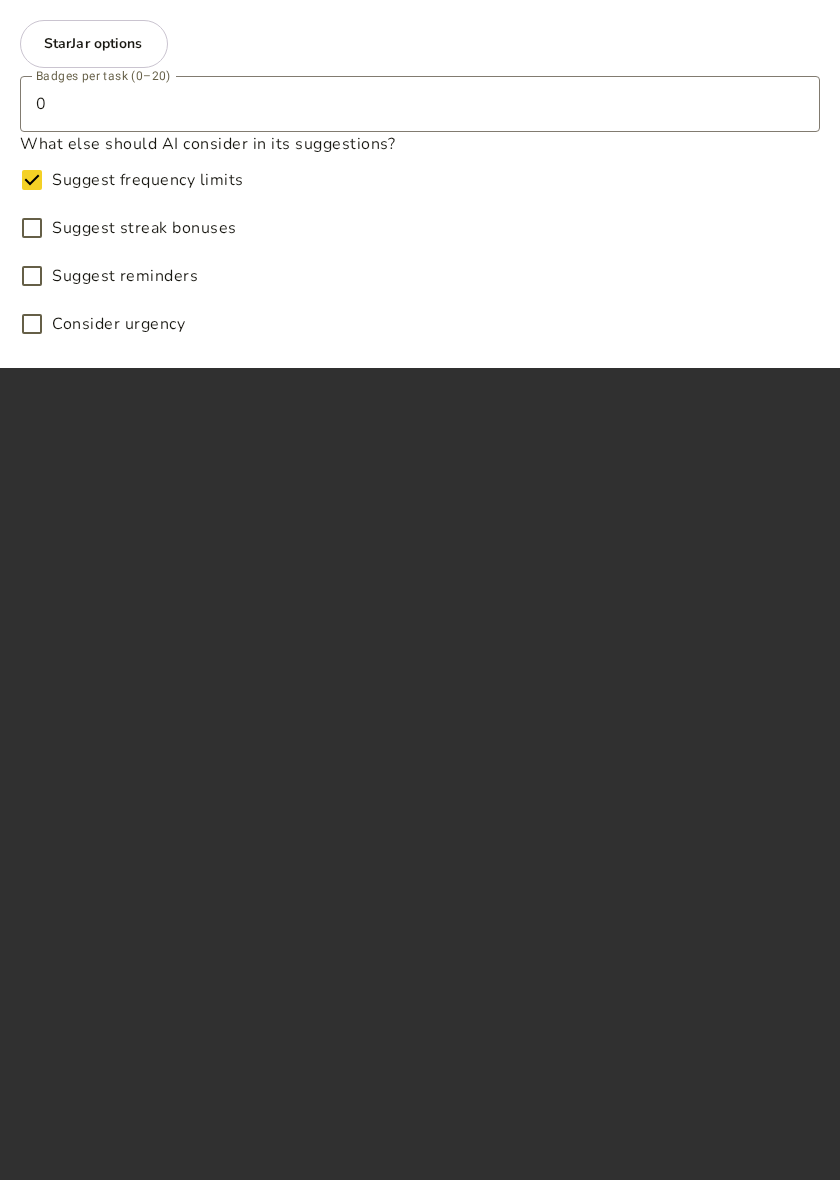 StarJar options
Badges per task (0–20)
0
What else should AI consider in its suggestions?
Suggest frequency limits
Suggest streak bonuses
Suggest reminders
Consider urgency